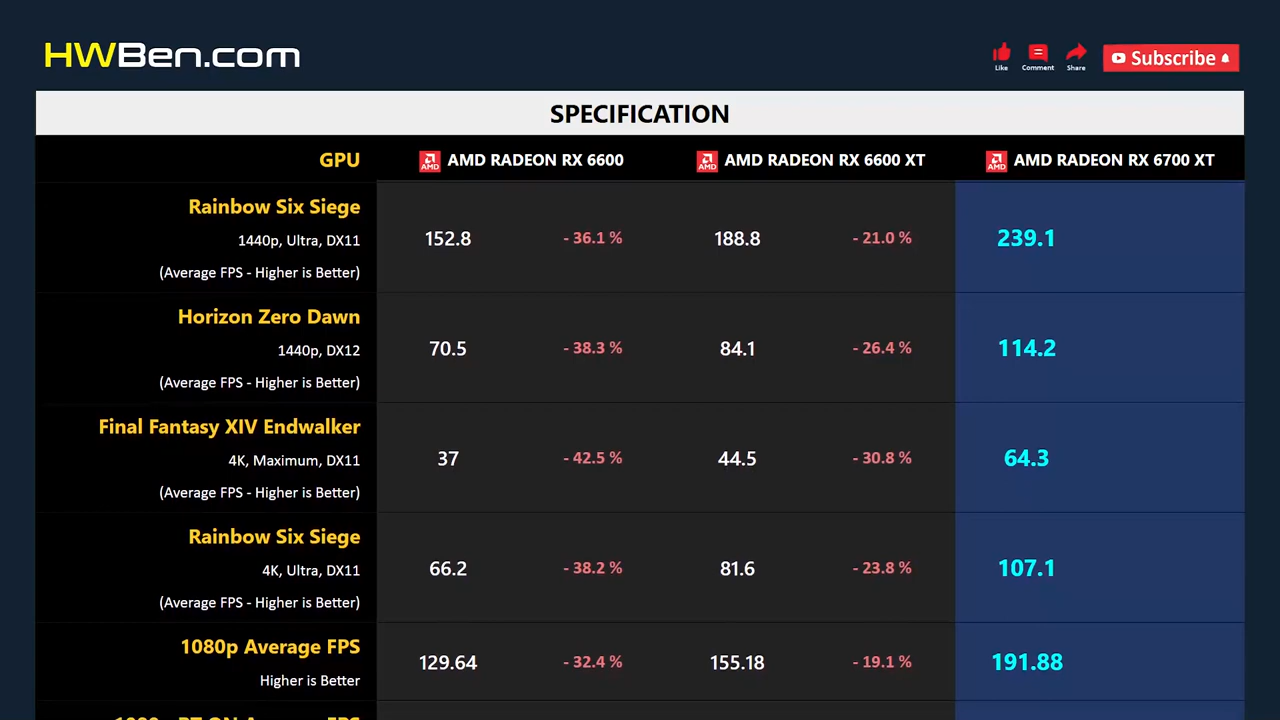 HWBen.com
Like
Comment
Share
Subscribe
SPECIFICATION
GPU AMD AMD RADEON RX 6600 AMD AMD RADEON RX 6600 XT AMD AMD RADEON RX 6700 XT
Rainbow Six Siege
1440p, Ultra, DX11
(Average FPS - Higher is Better)
152.8 - 36.1 % 188.8 - 21.0 % 239.1
Horizon Zero Dawn
1440p, DX12
(Average FPS - Higher is Better)
70.5 - 38.3 % 84.1 - 26.4 % 114.2
Final Fantasy XIV Endwalker
4K, Maximum, DX11
(Average FPS - Higher is Better)
37 - 42.5 % 44.5 - 30.8 % 64.3
Rainbow Six Siege
4K, Ultra, DX11
(Average FPS - Higher is Better)
66.2 - 38.2 % 81.6 - 23.8 % 107.1
1080p Average FPS
Higher is Better
129.64 - 32.4 % 155.18 - 19.1 % 191.88